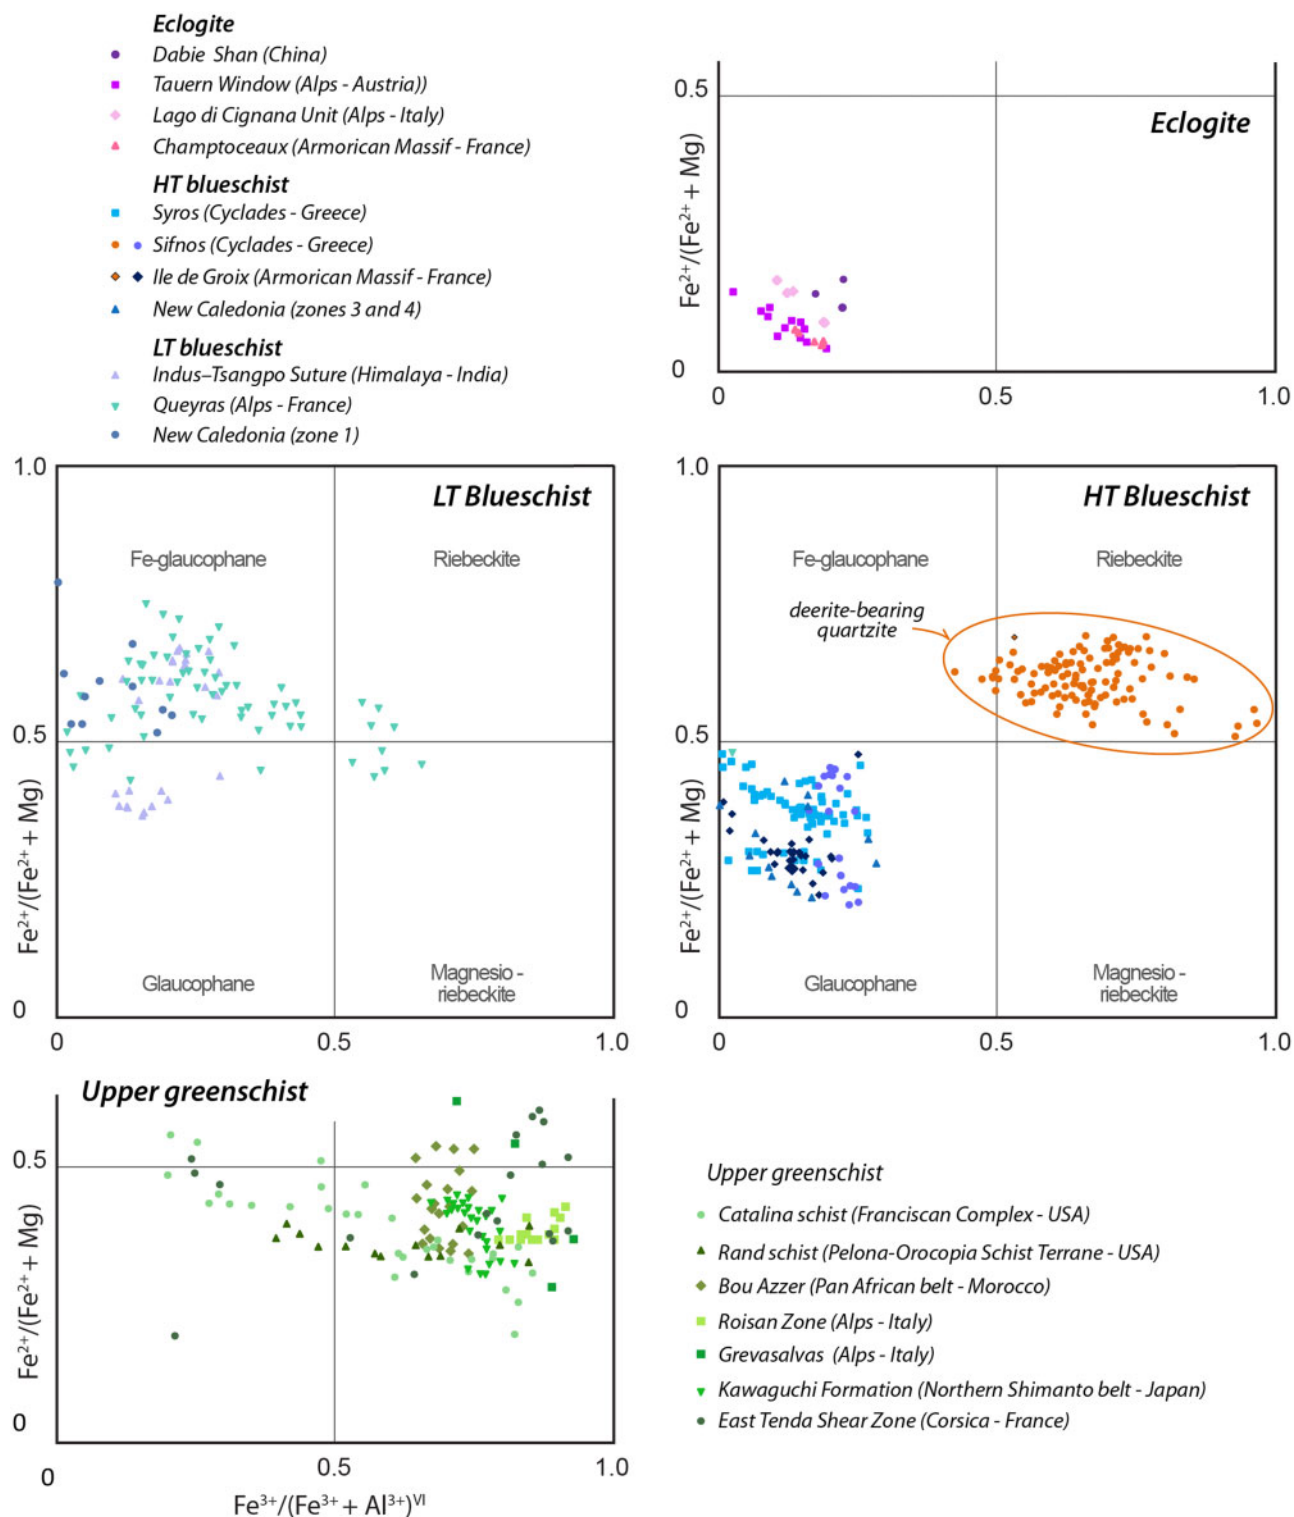 Eclogite
Dabie Shan (China)
Tauern Window (Alps - Austria))
Lago di Cignana Unit (Alps - Italy)
Champtoceaux (Armorican Massif - France)
HT blueschist
Syros (Cyclades - Greece)
Sifnos (Cyclades - Greece)
Ile de Groix (Armorican Massif - France)
New Caledonia (zones 3 and 4)
LT blueschist
Indus–Tsangpo Suture (Himalaya - India)
Queyras (Alps - France)
New Caledonia (zone 1)
0.5
Eclogite
Fe²⁺/(Fe²⁺ + Mg)
0
0
0.5
1.0
1.0
LT Blueschist
Fe-glaucophane
Riebeckite
0.5
Fe²⁺/(Fe²⁺ + Mg)
Glaucophane
Magnesio -
riebeckite
0
0
0.5
1.0
1.0
HT Blueschist
Fe-glaucophane
Riebeckite
deerite-bearing
quartzite
0.5
Fe²⁺/(Fe²⁺ + Mg)
Glaucophane
Magnesio -
riebeckite
0
0
0.5
1.0
Upper greenschist
0.5
Fe²⁺/(Fe²⁺ + Mg)
0
0
0.5
1.0
Fe³⁺/(Fe³⁺ + Al³⁺)ⱽᴵ
Upper greenschist
Catalina schist (Franciscan Complex - USA)
Rand schist (Pelona-Orocopia Schist Terrane - USA)
Bou Azzer (Pan African belt - Morocco)
Roisan Zone (Alps - Italy)
Grevasalvas (Alps - Italy)
Kawaguchi Formation (Northern Shimanto belt - Japan)
East Tenda Shear Zone (Corsica - France)